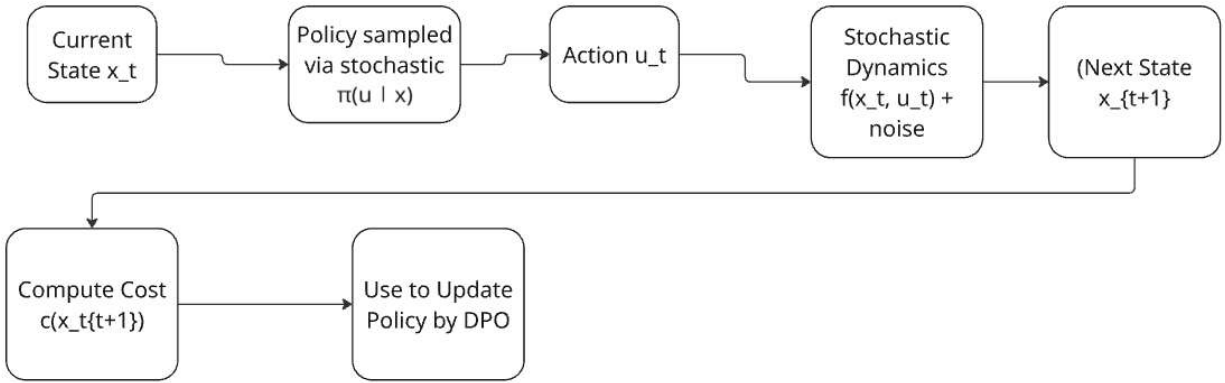 Current
State x_t
Policy sampled
via stochastic
π(u | x)
Action u_t
Stochastic
Dynamics
f(x_t, u_t) +
noise
(Next State
x_{t+1}
Compute Cost
c(x_t{t+1})
Use to Update
Policy by DPO